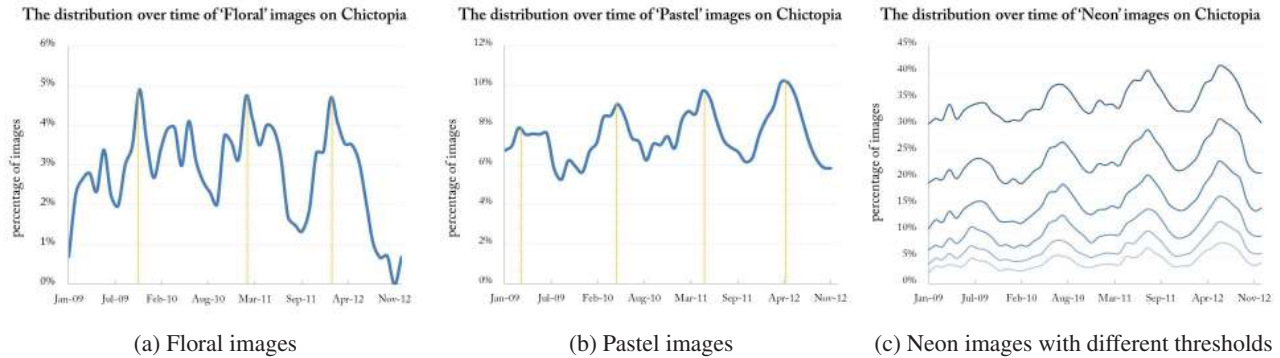 The distribution over time of 'Floral' images on Chictopia
6%
5%
4%
3%
2%
1%
0%
percentage of images
Jan-09 Jul-09 Feb-10 Aug-10 Mar-11 Sep-11 Apr-12 Nov-12
(a) Floral images
The distribution over time of 'Pastel' images on Chictopia
12%
10%
8%
6%
4%
2%
0%
percentage of images
Jan-09 Jul-09 Feb-10 Aug-10 Mar-11 Sep-11 Apr-12 Nov-12
(b) Pastel images
The distribution over time of 'Neon' images on Chictopia
45%
40%
35%
30%
25%
20%
15%
10%
5%
0%
percentage of images
Jan-09 Jul-09 Feb-10 Aug-10 Mar-11 Sep-11 Apr-12 Nov-12
(c) Neon images with different thresholds